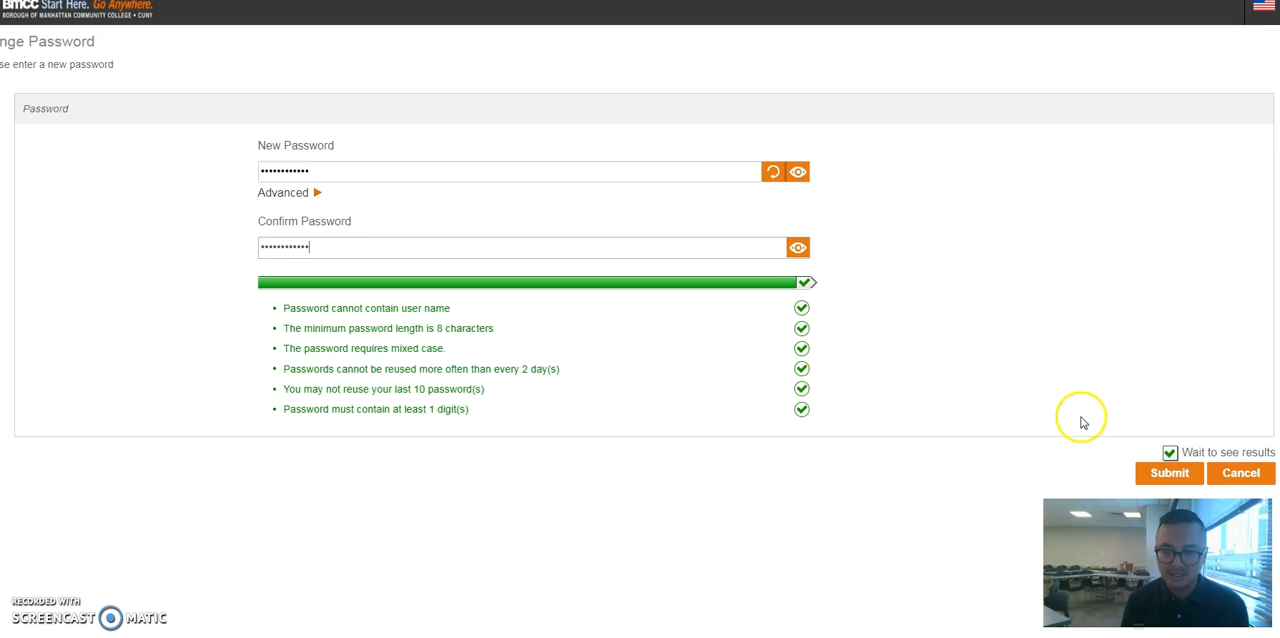 BMCC Start Here. Go Anywhere.
BOROUGH OF MANHATTAN COMMUNITY COLLEGE • CUNY
nge Password
se enter a new password
Password
New Password
••••••••••••
Advanced
Confirm Password
••••••••••••
• Password cannot contain user name
• The minimum password length is 8 characters
• The password requires mixed case.
• Passwords cannot be reused more often than every 2 day(s)
• You may not reuse your last 10 password(s)
• Password must contain at least 1 digit(s)
Wait to see results
Submit Cancel
RECORDED WITH
SCREENCAST MATIC